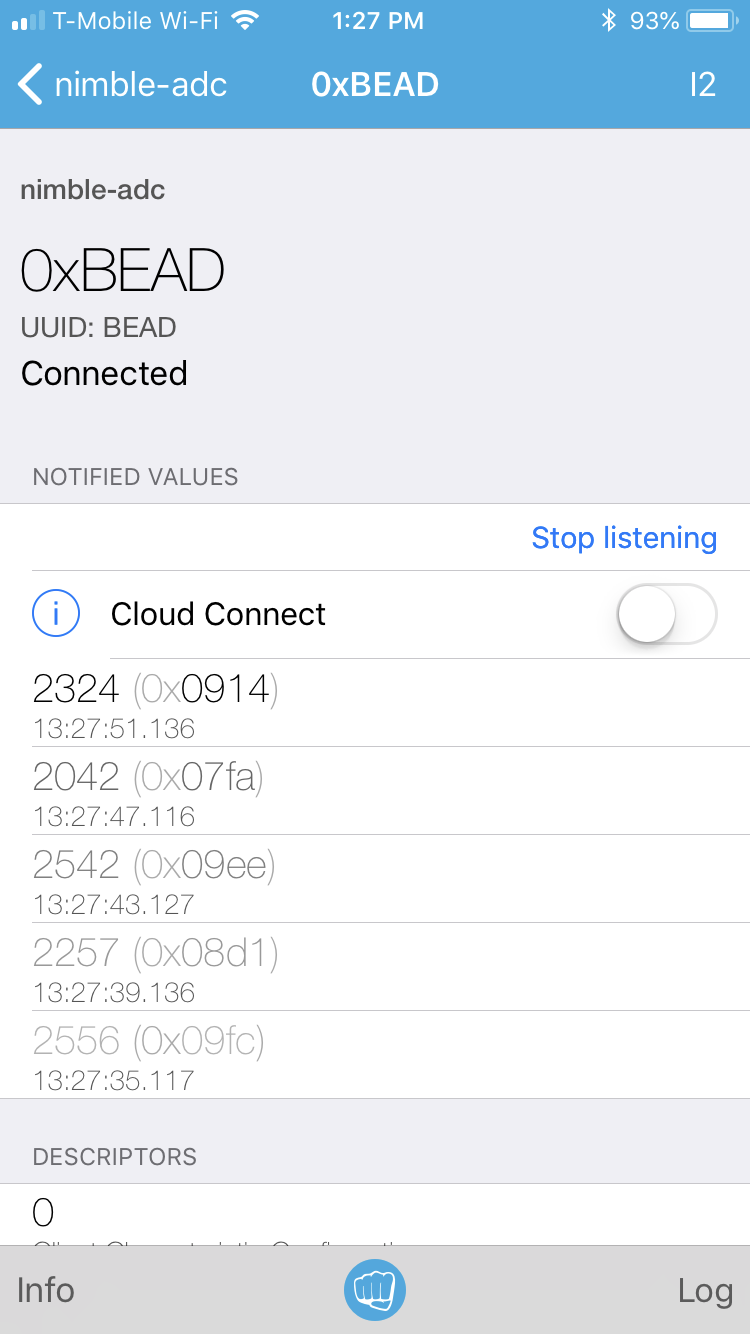 T-Mobile Wi-Fi 1:27 PM 93%
nimble-adc 0xBEAD I2
nimble-adc
0xBEAD
UUID: BEAD
Connected
NOTIFIED VALUES
Stop listening
i Cloud Connect
2324 (0x0914)
13:27:51.136
2042 (0x07fa)
13:27:47.116
2542 (0x09ee)
13:27:43.127
2257 (0x08d1)
13:27:39.136
2556 (0x09fc)
13:27:35.117
DESCRIPTORS
0
Info Log